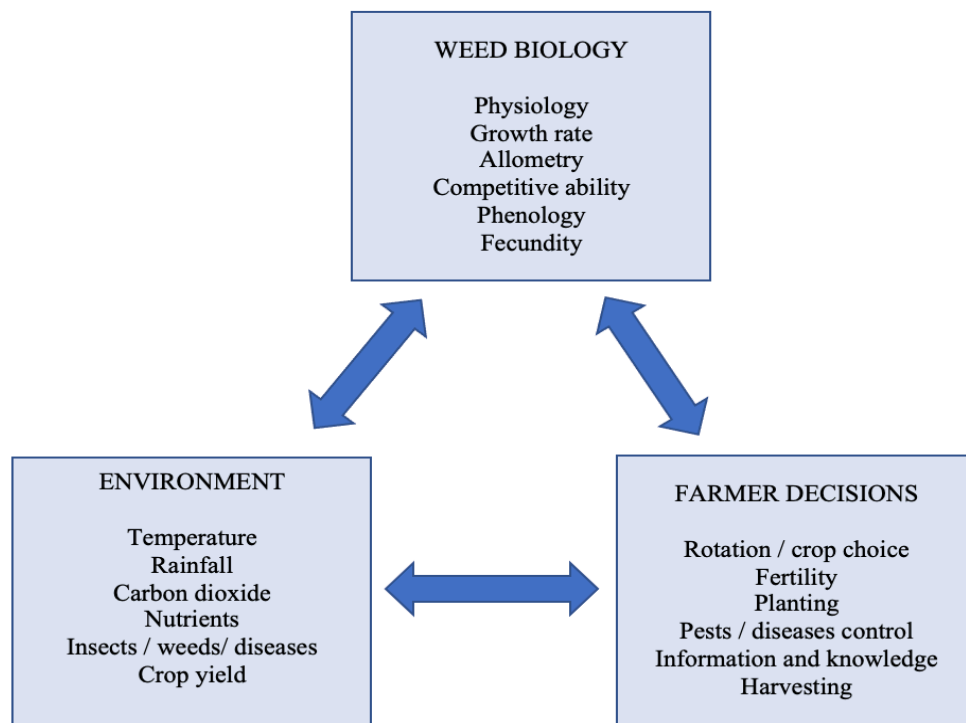 WEED BIOLOGY
Physiology
Growth rate
Allometry
Competitive ability
Phenology
Fecundity
ENVIRONMENT
Temperature
Rainfall
Carbon dioxide
Nutrients
Insects / weeds/ diseases
Crop yield
FARMER DECISIONS
Rotation / crop choice
Fertility
Planting
Pests / diseases control
Information and knowledge
Harvesting